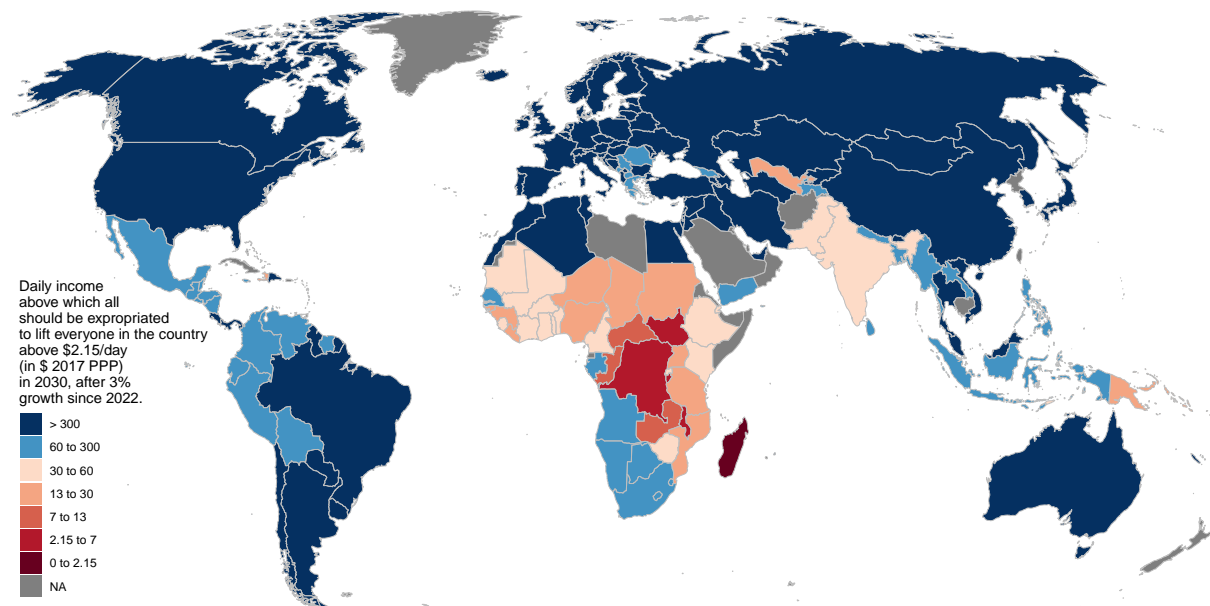 Daily income
above which all
should be expropriated
to lift everyone in the country
above $2.15/day
(in $ 2017 PPP)
in 2030, after 3%
growth since 2022.
> 300
60 to 300
30 to 60
13 to 30
7 to 13
2.15 to 7
0 to 2.15
NA